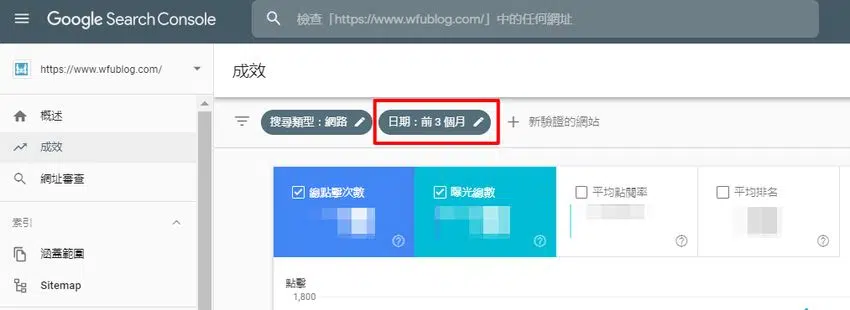 Google Search Console
檢查「https://www.wfublog.com/」中的任何網址
https://www.wfublog.com/
成效
概述
成效
網址審查
索引
涵蓋範圍
Sitemap
搜尋類型：網路
日期：前 3 個月
新驗證的網站
總點擊次數
曝光總數
平均點閱率
平均排名
點擊
1,800